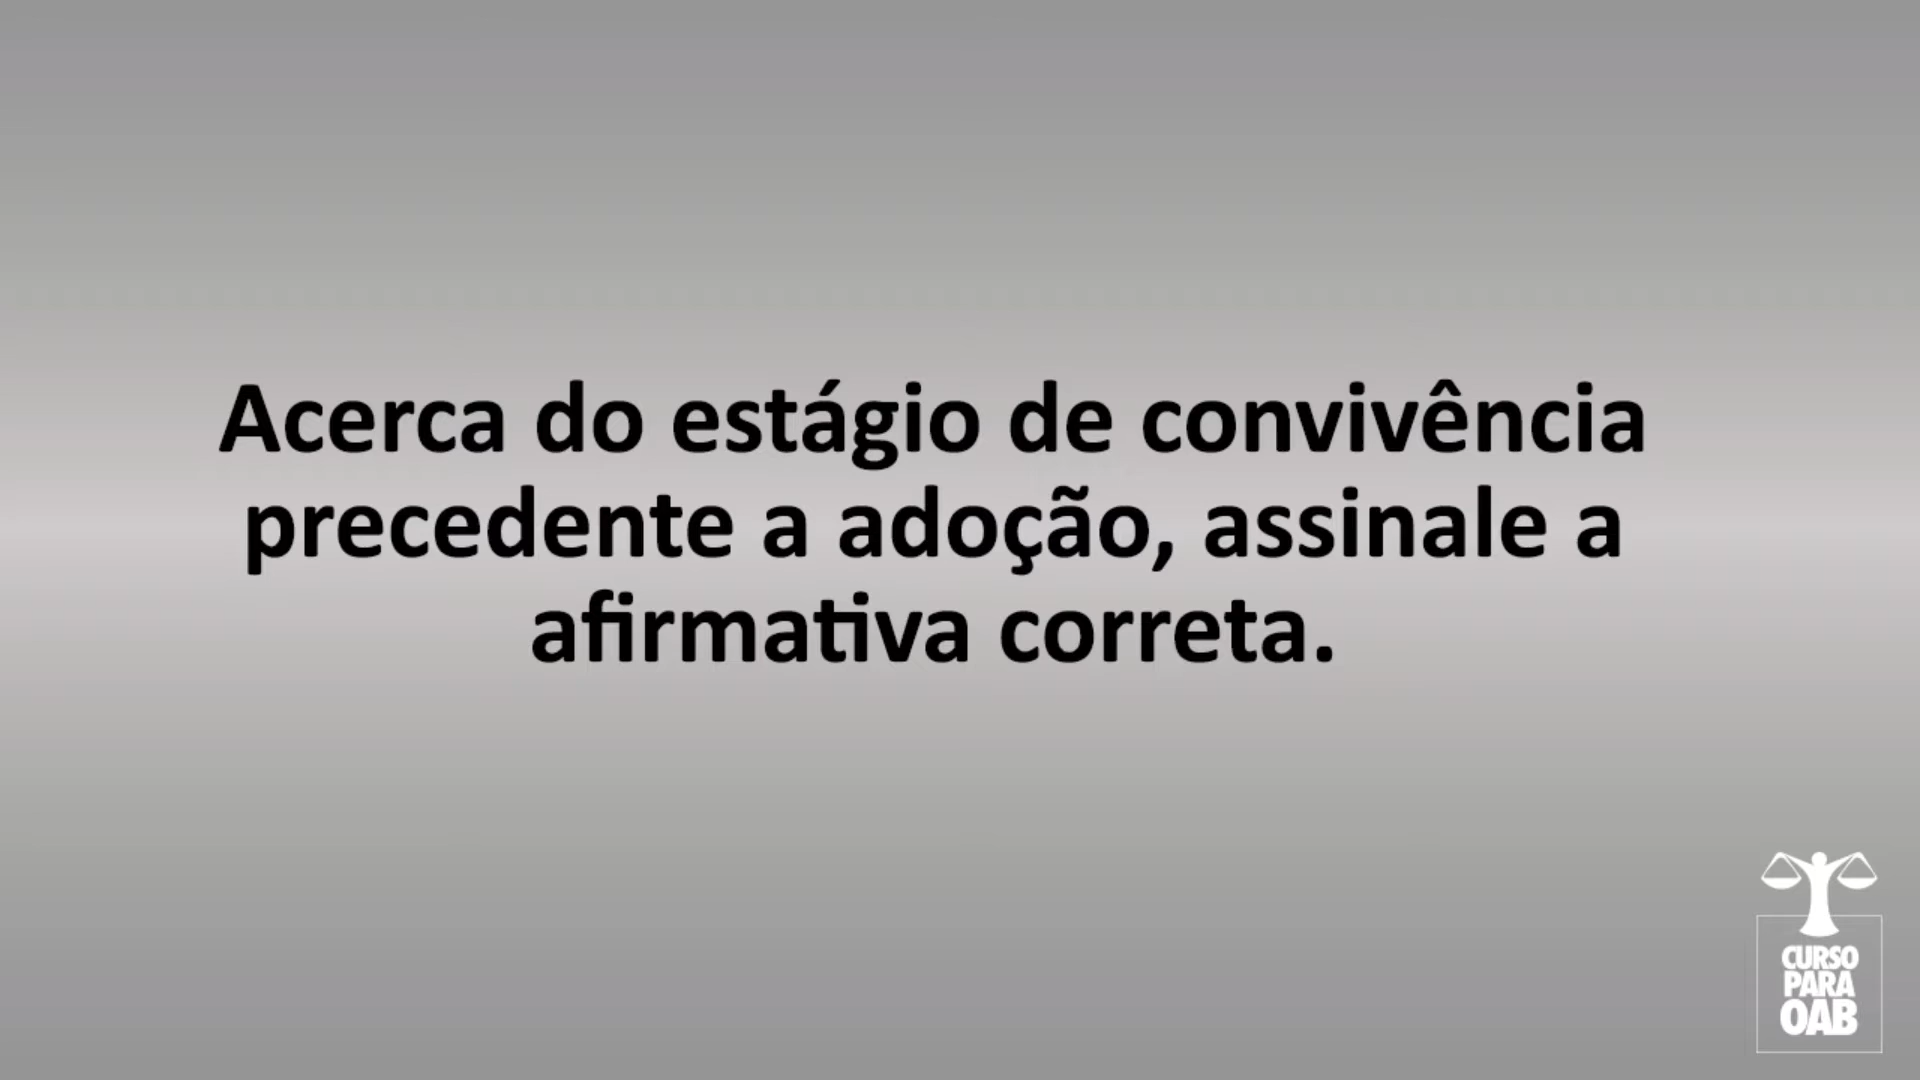 Acerca do estágio de convivência
precedente a adoção, assinale a
afirmativa correta.
CURSO
PARA
OAB